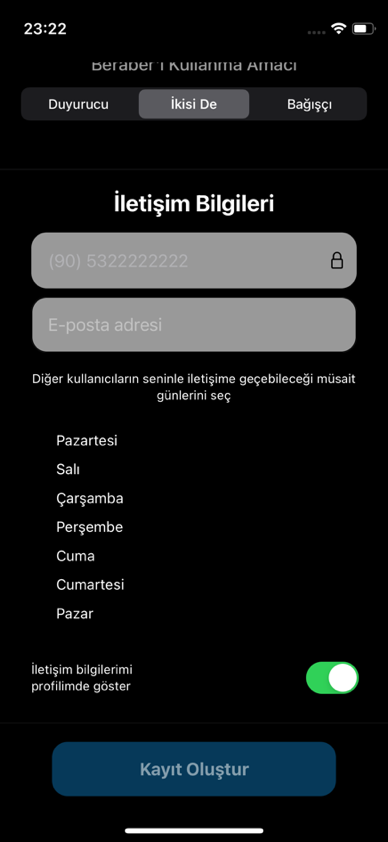 23:22
Beraber'i Kullanma Amacı
Duyurucu
İkisi De
Bağışçı
İletişim Bilgileri
(90) 5322222222
E-posta adresi
Diğer kullanıcıların seninle iletişime geçebileceği müsait
günlerini seç
Pazartesi
Salı
Çarşamba
Perşembe
Cuma
Cumartesi
Pazar
İletişim bilgilerimi
profilimde göster
Kayıt Oluştur